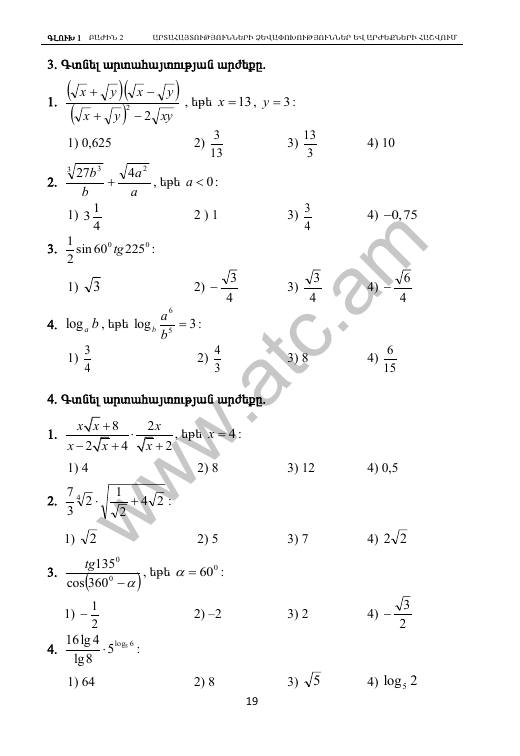 ԳԼՈՒԽ 1 ԲԱԺԻՆ 2 ԱՐՏԱՀԱՅՏՈՒԹՅՈՒՆՆԵՐԻ ՁԵՎԱՓՈԽՈՒԹՅՈՒՆՆԵՐ ԵՎ ԱՐԺԵՔՆԵՐԻ ՀԱՇՎՈՒՄ
3. Գտնել արտահայտության արժեքը.
1. (√x + √y)(√x − √y) / ((√x + √y)² − 2√xy) , եթե x = 13 , y = 3 :
1) 0,625 2) 3/13 3) 13/3 4) 10
2. ∛27b³ / b + √4a² / a , եթե a < 0 :
1) 3 1/4 2 ) 1 3) 3/4 4) −0,75
3. 1/2 sin 60⁰ tg 225⁰ :
1) √3 2) − √3/4 3) √3/4 4) − √6/4
4. log_a b , եթե log_b a⁶/b⁵ = 3 :
1) 3/4 2) 4/3 3) 8 4) 6/15
4. Գտնել արտահայտության արժեքը.
1. (x√x + 8)/(x − 2√x + 4) · 2x/(√x + 2) , եթե x = 4 :
1) 4 2) 8 3) 12 4) 0,5
2. 7/3 ∜2 · √(1/√2 + 4√2) :
1) √2 2) 5 3) 7 4) 2√2
3. tg135⁰ / cos(360⁰ − α) , եթե α = 60⁰ :
1) − 1/2 2) –2 3) 2 4) − √3/2
4. 16 lg 4 / lg 8 · 5^(log₅ 6) :
1) 64 2) 8 3) √5 4) log₅ 2
19
www.atc.am